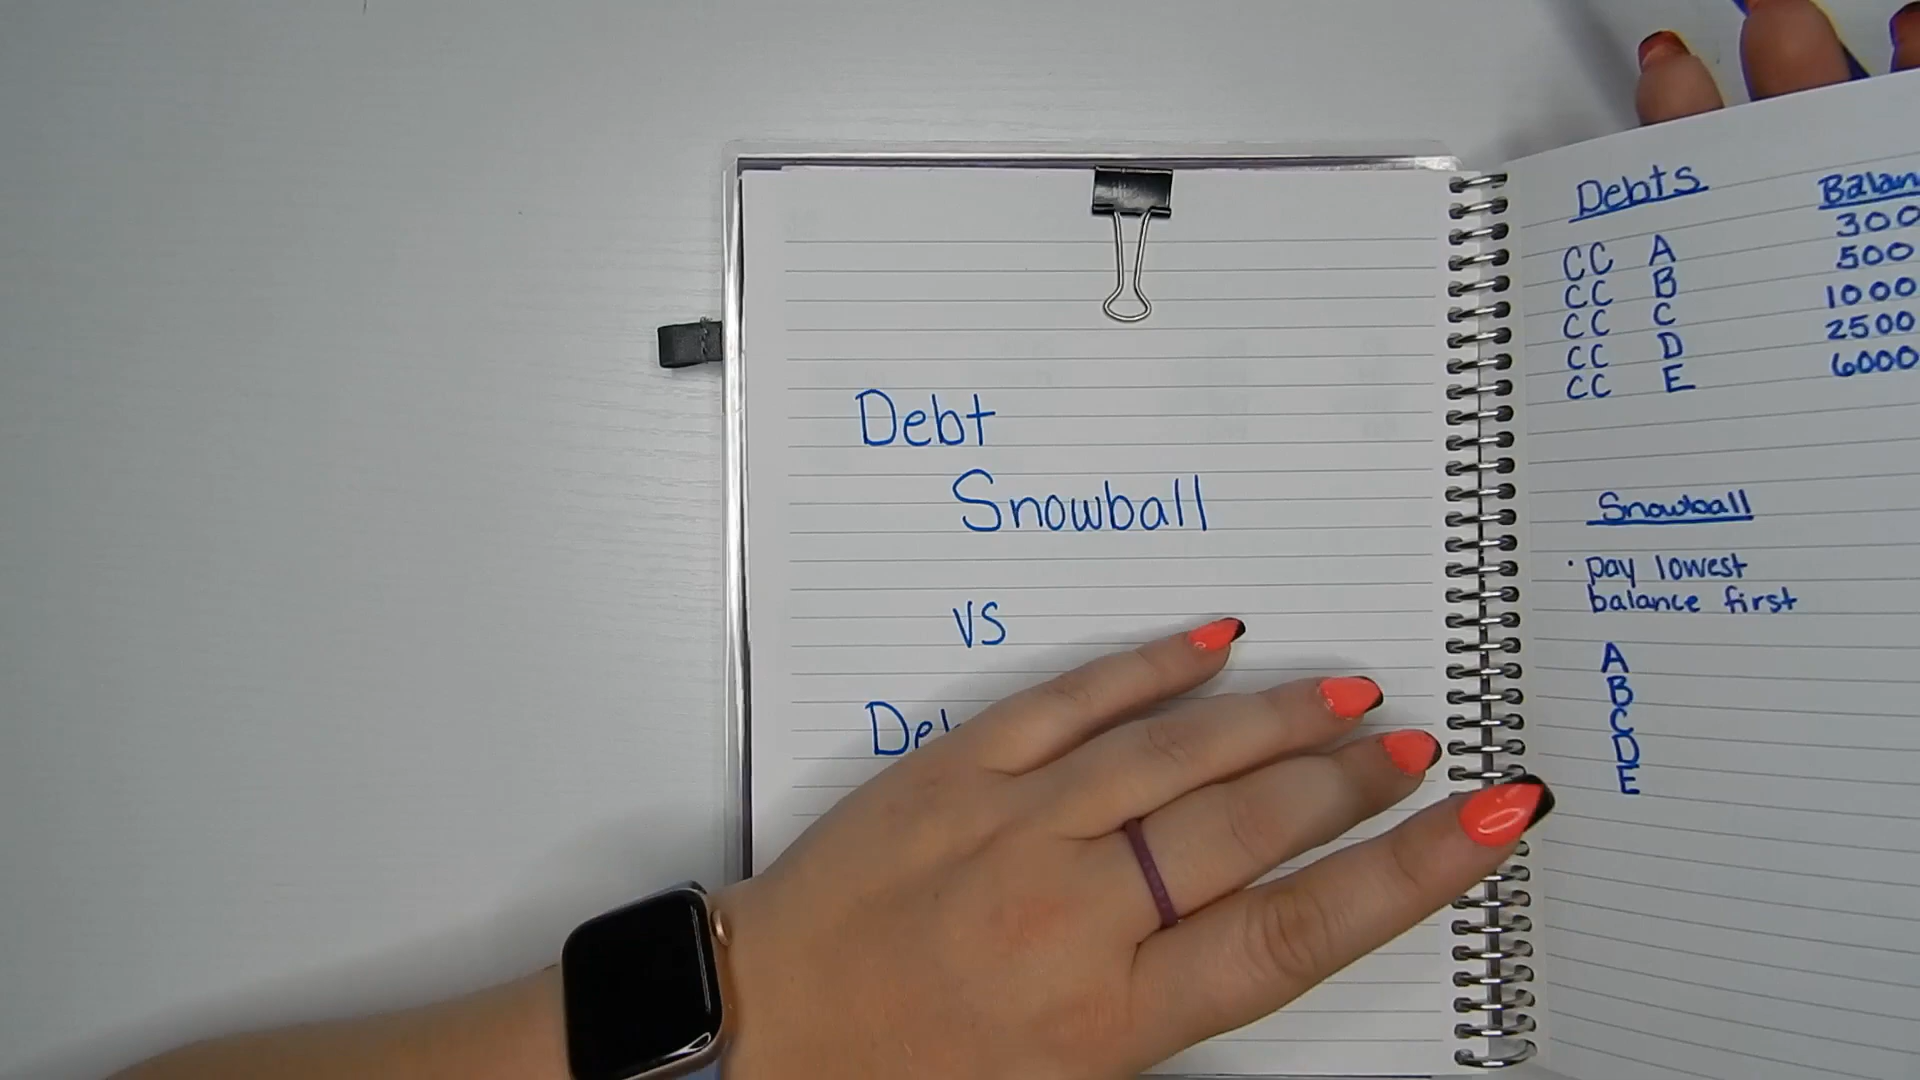 Debt
Snowball
VS
Debts
CC A 300
CC B 500
CC C 1000
CC D 2500
CC E 6000
Snowball
· pay lowest
balance first
A
B
C
D
E